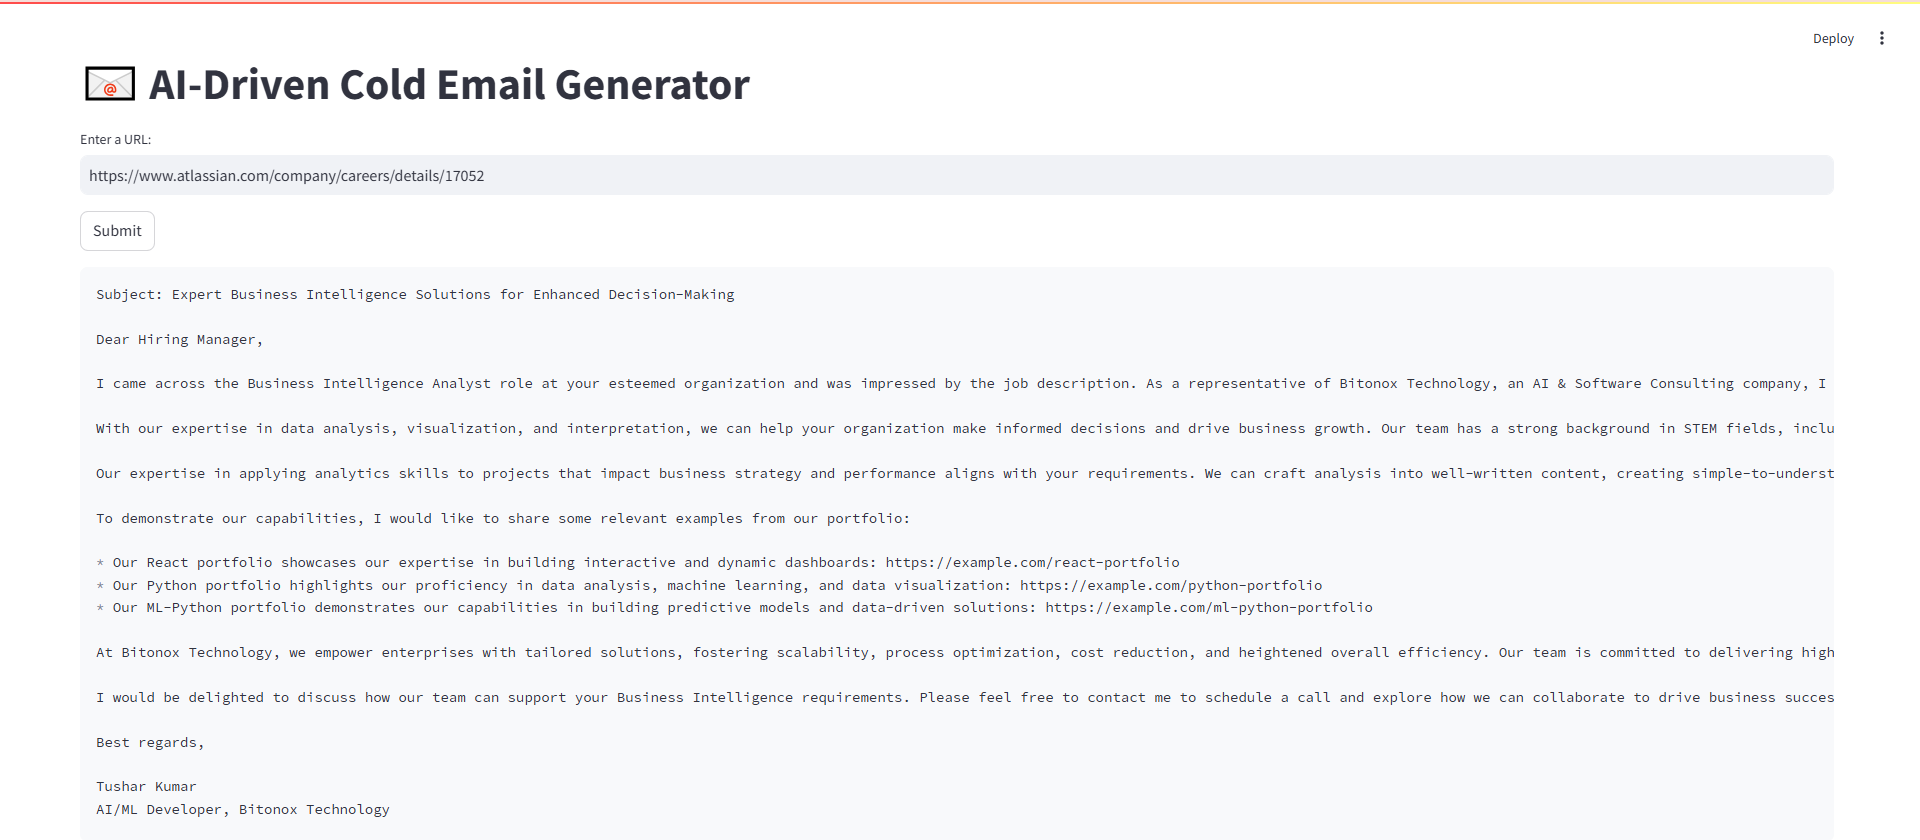 Deploy
AI-Driven Cold Email Generator
Enter a URL:
https://www.atlassian.com/company/careers/details/17052
Submit
Subject: Expert Business Intelligence Solutions for Enhanced Decision-Making
Dear Hiring Manager,
I came across the Business Intelligence Analyst role at your esteemed organization and was impressed by the job description. As a representative of Bitonox Technology, an AI & Software Consulting company, I
With our expertise in data analysis, visualization, and interpretation, we can help your organization make informed decisions and drive business growth. Our team has a strong background in STEM fields, inclu
Our expertise in applying analytics skills to projects that impact business strategy and performance aligns with your requirements. We can craft analysis into well-written content, creating simple-to-underst
To demonstrate our capabilities, I would like to share some relevant examples from our portfolio:
* Our React portfolio showcases our expertise in building interactive and dynamic dashboards: https://example.com/react-portfolio
* Our Python portfolio highlights our proficiency in data analysis, machine learning, and data visualization: https://example.com/python-portfolio
* Our ML-Python portfolio demonstrates our capabilities in building predictive models and data-driven solutions: https://example.com/ml-python-portfolio
At Bitonox Technology, we empower enterprises with tailored solutions, fostering scalability, process optimization, cost reduction, and heightened overall efficiency. Our team is committed to delivering high
I would be delighted to discuss how our team can support your Business Intelligence requirements. Please feel free to contact me to schedule a call and explore how we can collaborate to drive business succes
Best regards,
Tushar Kumar
AI/ML Developer, Bitonox Technology